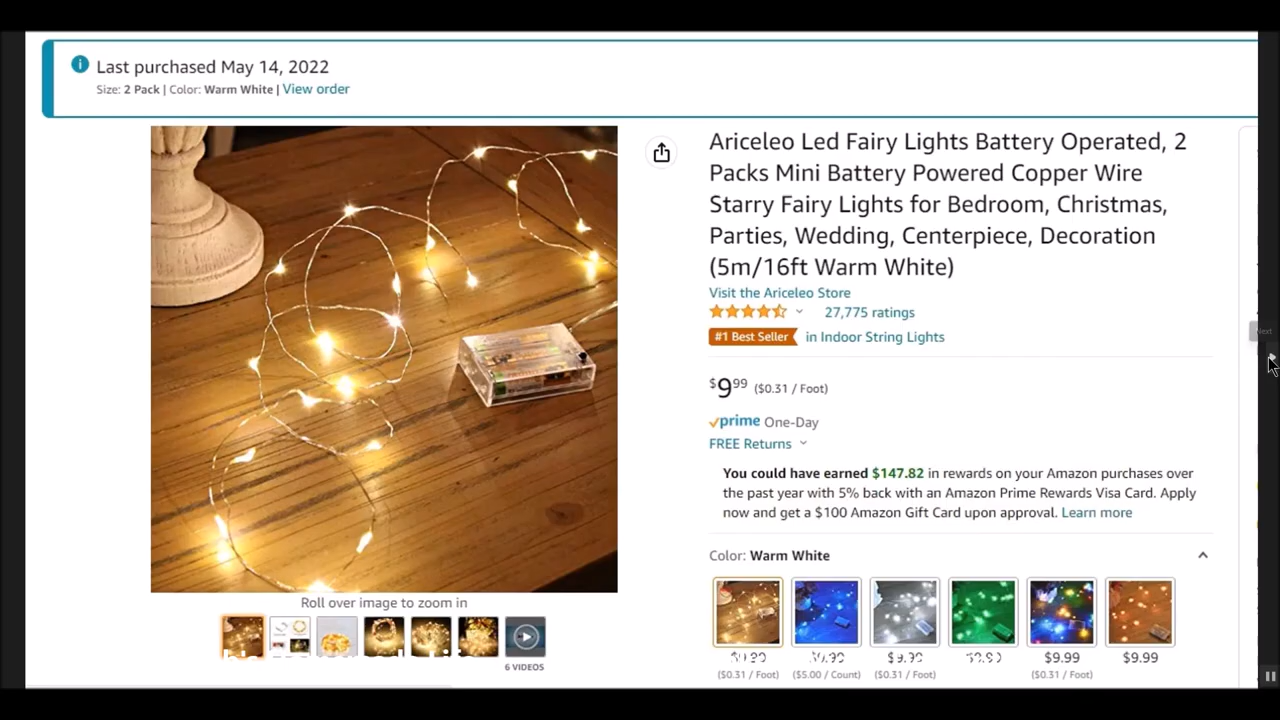 Last purchased May 14, 2022
Size: 2 Pack | Color: Warm White | View order
Ariceleo Led Fairy Lights Battery Operated, 2
Packs Mini Battery Powered Copper Wire
Starry Fairy Lights for Bedroom, Christmas,
Parties, Wedding, Centerpiece, Decoration
(5m/16ft Warm White)
Visit the Ariceleo Store
27,775 ratings
#1 Best Seller in Indoor String Lights
$9.99 ($0.31 / Foot)
prime One-Day
FREE Returns
You could have earned $147.82 in rewards on your Amazon purchases over
the past year with 5% back with an Amazon Prime Rewards Visa Card. Apply
now and get a $100 Amazon Gift Card upon approval. Learn more
Color: Warm White
$9.99 $9.99
($0.31 / Foot) ($5.00 / Count) ($0.31 / Foot) ($0.31 / Foot)
Roll over image to zoom in
6 VIDEOS
Next